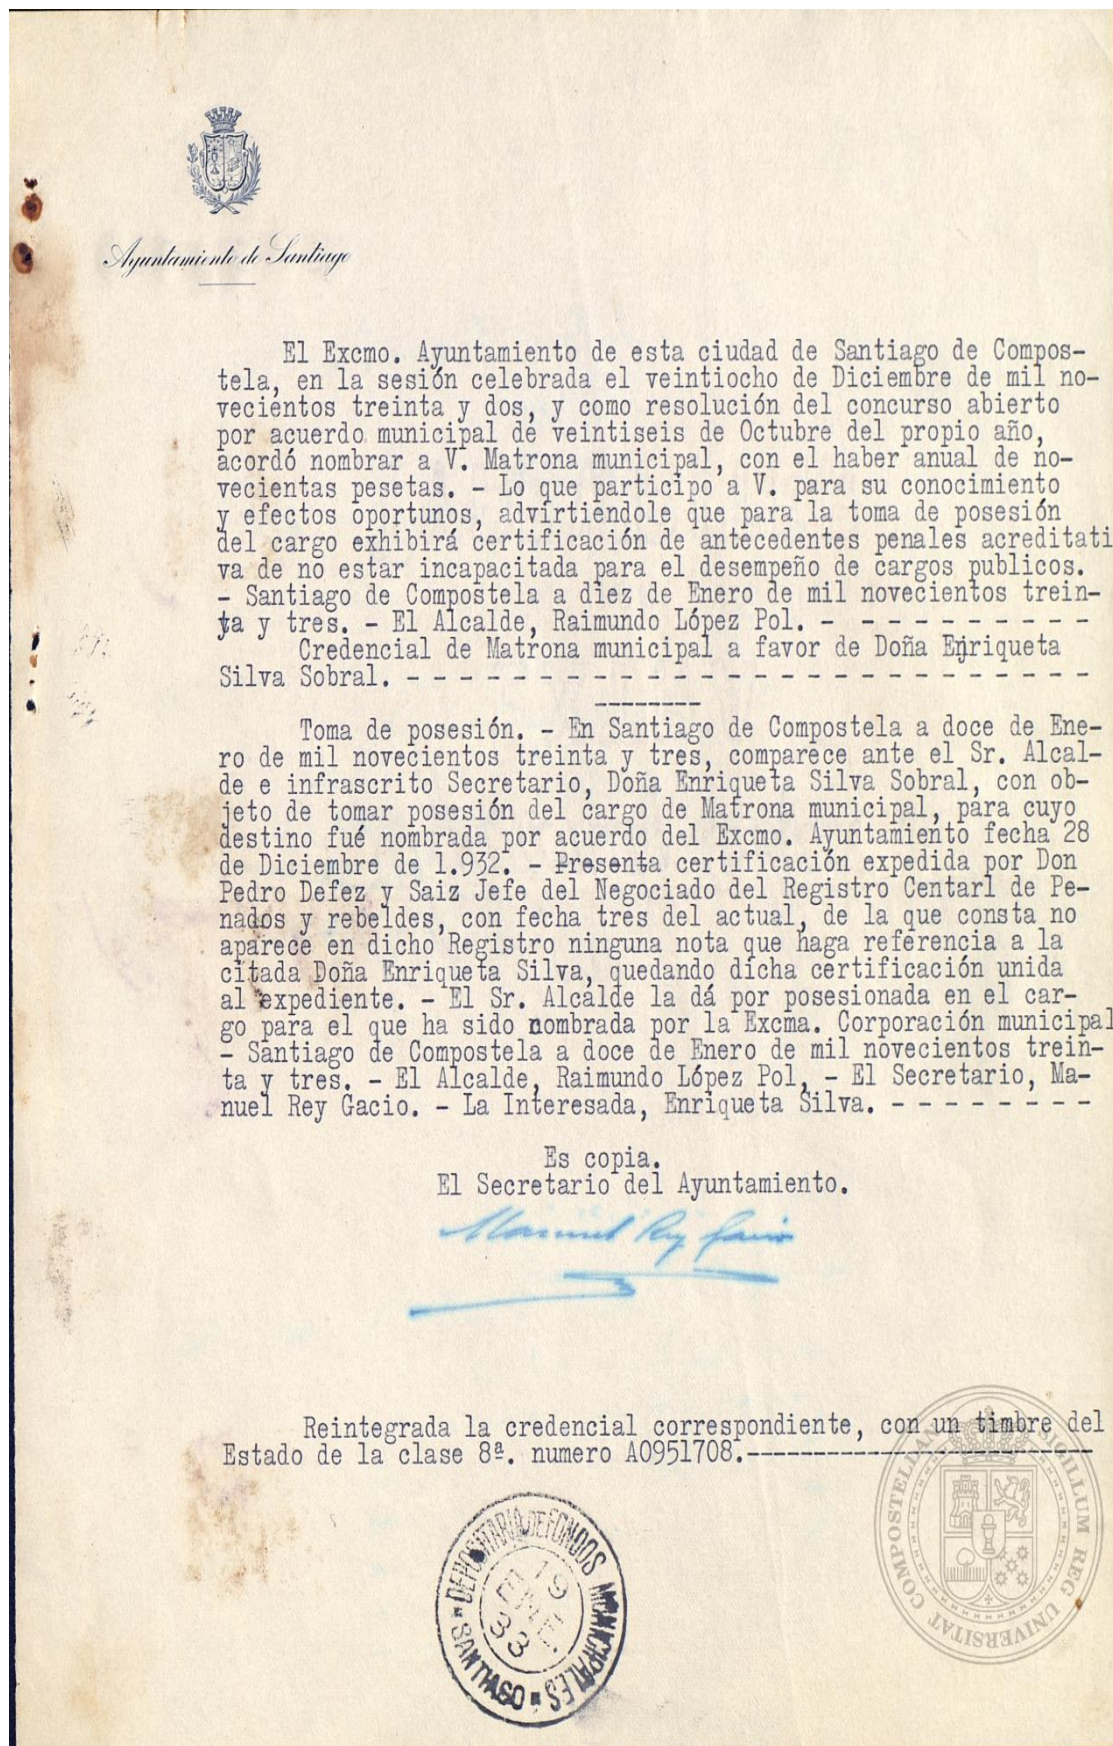 Ayuntamiento de Santiago
El Excmo. Ayuntamiento de esta ciudad de Santiago de Compos-
tela, en la sesión celebrada el veintiocho de Diciembre de mil no-
vecientos treinta y dos, y como resolución del concurso abierto
por acuerdo municipal de veintiseis de Octubre del propio año,
acordó nombrar a V. Matrona municipal, con el haber anual de no-
vecientas pesetas. - Lo que participo a V. para su conocimiento
y efectos oportunos, advirtiendole que para la toma de posesión
del cargo exhibirá certificación de antecedentes penales acreditati
va de no estar incapacitada para el desempeño de cargos publicos.
- Santiago de Compostela a diez de Enero de mil novecientos trein-
ta y tres. - El Alcalde, Raimundo López Pol. - - - - - - - - - -
Credencial de Matrona municipal a favor de Doña Enriqueta
Silva Sobral. - - - - - - - - - - - - - - - - - - - - - - - - - -
--------
Toma de posesión. - En Santiago de Compostela a doce de Ene-
ro de mil novecientos treinta y tres, comparece ante el Sr. Alcal-
de e infrascrito Secretario, Doña Enriqueta Silva Sobral, con ob-
jeto de tomar posesión del cargo de Matrona municipal, para cuyo
destino fué nombrada por acuerdo del Excmo. Ayuntamiento fecha 28
de Diciembre de 1.932. - Presenta certificación expedida por Don
Pedro Defez y Saiz Jefe del Negociado del Registro Centarl de Pe-
nados y rebeldes, con fecha tres del actual, de la que consta no
aparece en dicho Registro ninguna nota que haga referencia a la
citada Doña Enriqueta Silva, quedando dicha certificación unida
al expediente. - El Sr. Alcalde la dá por posesionada en el car-
go para el que ha sido nombrada por la Excma. Corporación municipal
- Santiago de Compostela a doce de Enero de mil novecientos trein-
ta y tres. - El Alcalde, Raimundo López Pol, - El Secretario, Ma-
nuel Rey Gacio. - La Interesada, Enriqueta Silva. - - - - - - - -
Es copia.
El Secretario del Ayuntamiento.
Manuel Rey Gacio
Reintegrada la credencial correspondiente, con un timbre del
Estado de la clase 8ª. numero A0951708.-----------------------
DEPOSITARIA DE FONDOS MUNICIPALES
19
ENE
33
SANTIAGO
SIGILLUM REG UNIVERSITAT COMPOSTELDAN